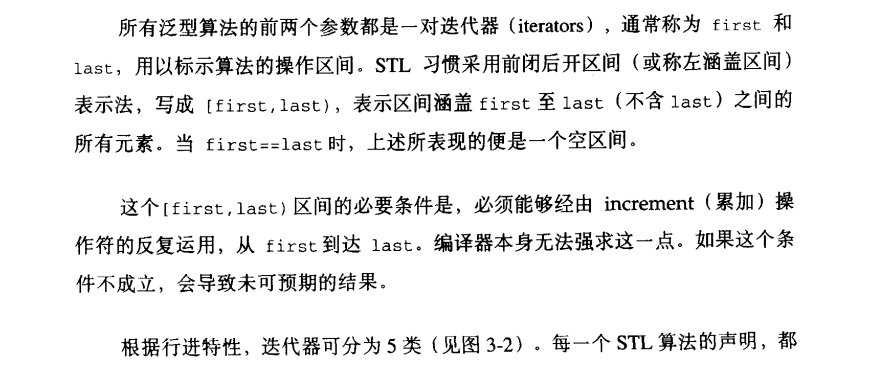 所有泛型算法的前两个参数都是一对迭代器（iterators），通常称为 first 和
last，用以标示算法的操作区间。STL 习惯采用前闭后开区间（或称左涵盖区间）
表示法，写成 [first,last)，表示区间涵盖 first 至 last（不含 last）之间的
所有元素。当 first==last 时，上述所表现的便是一个空区间。
这个[first,last)区间的必要条件是，必须能够经由 increment（累加）操
作符的反复运用，从 first 到达 last。编译器本身无法强求这一点。如果这个条
件不成立，会导致未可预期的结果。
根据行进特性，迭代器可分为 5 类（见图 3-2）。每一个 STL 算法的声明，都